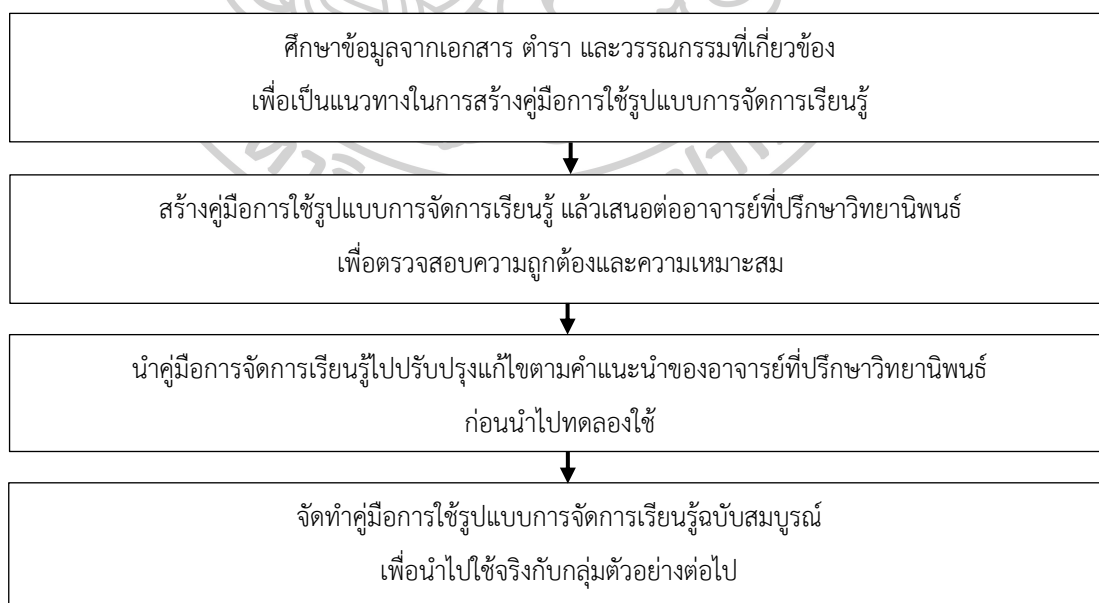 ศึกษาข้อมูลจากเอกสาร ตำรา และวรรณกรรมที่เกี่ยวข้อง
เพื่อเป็นแนวทางในการสร้างคู่มือการใช้รูปแบบการจัดการเรียนรู้
สร้างคู่มือการใช้รูปแบบการจัดการเรียนรู้ แล้วเสนอต่ออาจารย์ที่ปรึกษาวิทยานิพนธ์
เพื่อตรวจสอบความถูกต้องและความเหมาะสม
นำคู่มือการจัดการเรียนรู้ไปปรับปรุงแก้ไขตามคำแนะนำของอาจารย์ที่ปรึกษาวิทยานิพนธ์
ก่อนนำไปทดลองใช้
จัดทำคู่มือการใช้รูปแบบการจัดการเรียนรู้ฉบับสมบูรณ์
เพื่อนำไปใช้จริงกับกลุ่มตัวอย่างต่อไป